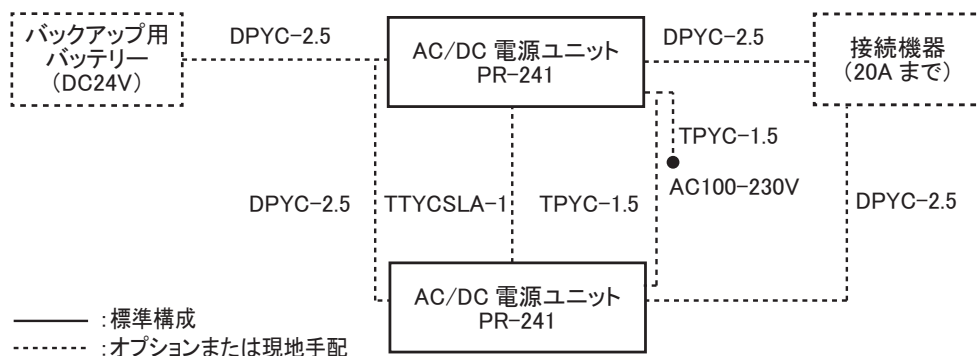 バックアップ用
バッテリー
(DC24V)
DPYC-2.5
AC/DC 電源ユニット
PR-241
DPYC-2.5
接続機器
(20A まで)
TPYC-1.5
AC100-230V
DPYC-2.5
TTYCSLA-1
TPYC-1.5
DPYC-2.5
AC/DC 電源ユニット
PR-241
:標準構成
:オプションまたは現地手配